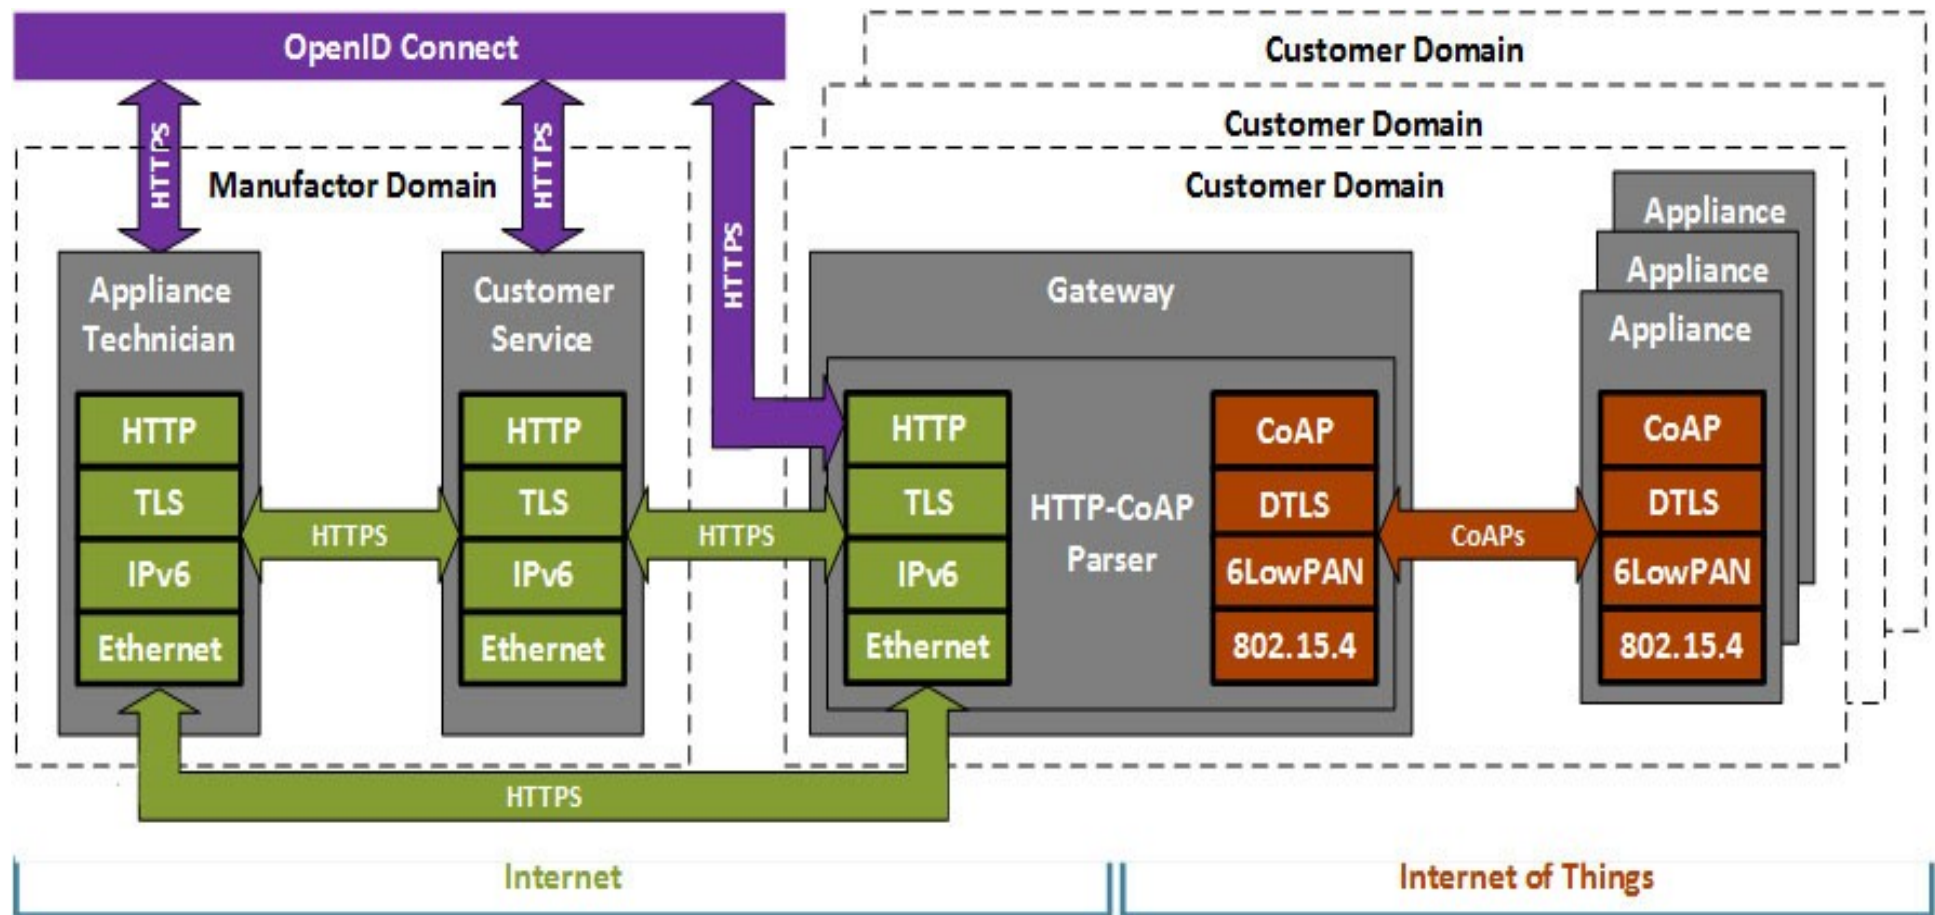 OpenID Connect
Customer Domain
Customer Domain
Customer Domain
Manufactor Domain
HTTPS
HTTPS
HTTPS
Appliance
Technician
HTTP
TLS
IPv6
Ethernet
HTTPS
Customer
Service
HTTP
TLS
IPv6
Ethernet
HTTPS
Gateway
HTTP
TLS
IPv6
Ethernet
HTTP-CoAP
Parser
CoAP
DTLS
6LowPAN
802.15.4
CoAPs
Appliance
Appliance
Appliance
CoAP
DTLS
6LowPAN
802.15.4
HTTPS
Internet
Internet of Things